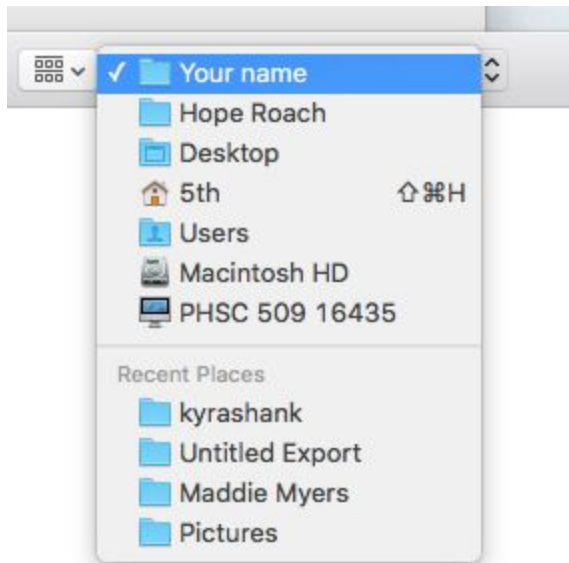 ✓ Your name
Hope Roach
Desktop
5th ⇧⌘H
Users
Macintosh HD
PHSC 509 16435
Recent Places
kyrashank
Untitled Export
Maddie Myers
Pictures